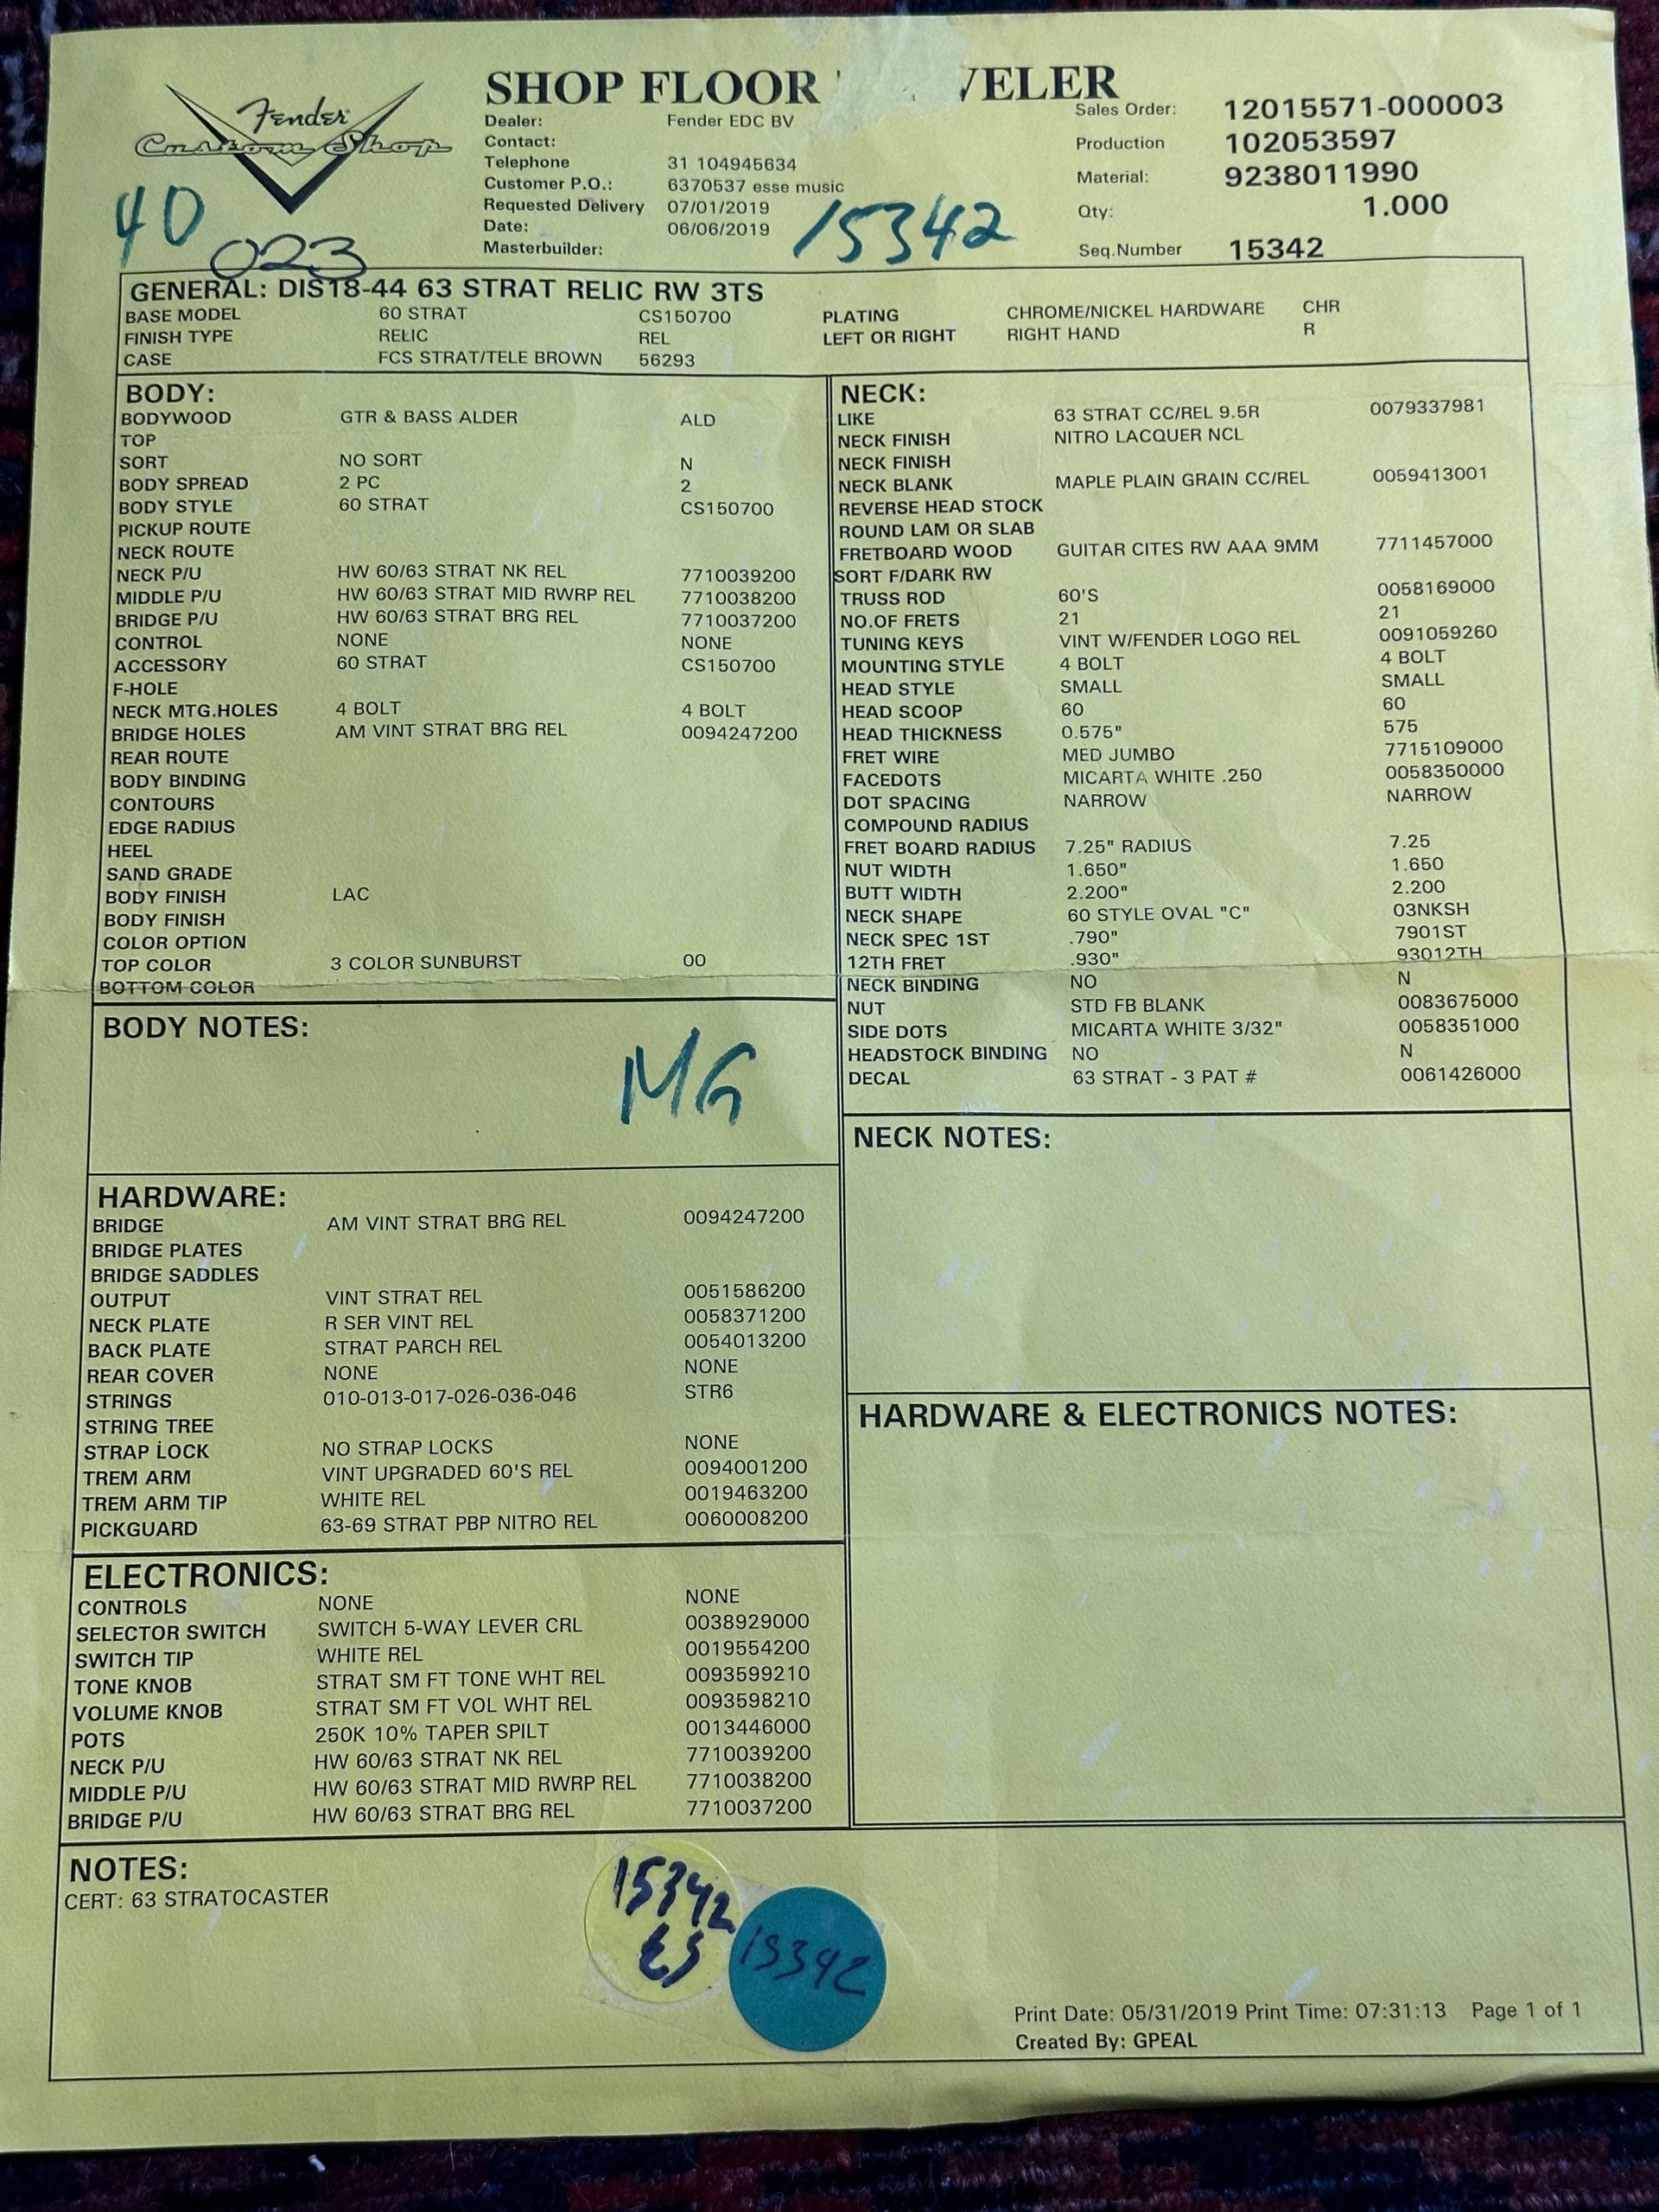 SHOP FLOOR VELER
Fender
Custom Shop
Dealer: Fender EDC BV
Contact:
Telephone 31 104945634
Customer P.O.: 6370537 esse music
Requested Delivery 07/01/2019
Date: 06/06/2019
Masterbuilder:
Sales Order: 12015571-000003
Production 102053597
Material: 9238011990
Qty: 1.000
Seq.Number 15342
40
023
15342
GENERAL: DIS18-44 63 STRAT RELIC RW 3TS
BASE MODEL 60 STRAT CS150700 PLATING CHROME/NICKEL HARDWARE CHR
FINISH TYPE RELIC REL LEFT OR RIGHT RIGHT HAND R
CASE FCS STRAT/TELE BROWN 56293
BODY:
BODYWOOD GTR & BASS ALDER ALD
TOP
SORT NO SORT N
BODY SPREAD 2 PC 2
BODY STYLE 60 STRAT CS150700
PICKUP ROUTE
NECK ROUTE
NECK P/U HW 60/63 STRAT NK REL 7710039200
MIDDLE P/U HW 60/63 STRAT MID RWRP REL 7710038200
BRIDGE P/U HW 60/63 STRAT BRG REL 7710037200
CONTROL NONE NONE
ACCESSORY 60 STRAT CS150700
F-HOLE
NECK MTG.HOLES 4 BOLT 4 BOLT
BRIDGE HOLES AM VINT STRAT BRG REL 0094247200
REAR ROUTE
BODY BINDING
CONTOURS
EDGE RADIUS
HEEL
SAND GRADE
BODY FINISH LAC
BODY FINISH
COLOR OPTION
TOP COLOR 3 COLOR SUNBURST 00
BOTTOM COLOR
NECK:
LIKE 63 STRAT CC/REL 9.5R 0079337981
NECK FINISH NITRO LACQUER NCL
NECK FINISH
NECK BLANK MAPLE PLAIN GRAIN CC/REL 0059413001
REVERSE HEAD STOCK
ROUND LAM OR SLAB
FRETBOARD WOOD GUITAR CITES RW AAA 9MM 7711457000
SORT F/DARK RW
TRUSS ROD 60'S 0058169000
NO.OF FRETS 21 21
TUNING KEYS VINT W/FENDER LOGO REL 0091059260
MOUNTING STYLE 4 BOLT 4 BOLT
HEAD STYLE SMALL SMALL
HEAD SCOOP 60 60
HEAD THICKNESS 0.575" 575
FRET WIRE MED JUMBO 7715109000
FACEDOTS MICARTA WHITE .250 0058350000
DOT SPACING NARROW NARROW
COMPOUND RADIUS
FRET BOARD RADIUS 7.25" RADIUS 7.25
NUT WIDTH 1.650" 1.650
BUTT WIDTH 2.200" 2.200
NECK SHAPE 60 STYLE OVAL "C" 03NKSH
NECK SPEC 1ST .790" 7901ST
12TH FRET .930" 93012TH
NECK BINDING NO N
NUT STD FB BLANK 0083675000
SIDE DOTS MICARTA WHITE 3/32" 0058351000
HEADSTOCK BINDING NO N
DECAL 63 STRAT - 3 PAT # 0061426000
BODY NOTES:
MG
NECK NOTES:
HARDWARE:
BRIDGE AM VINT STRAT BRG REL 0094247200
BRIDGE PLATES
BRIDGE SADDLES
OUTPUT VINT STRAT REL 0051586200
NECK PLATE R SER VINT REL 0058371200
BACK PLATE STRAT PARCH REL 0054013200
REAR COVER NONE NONE
STRINGS 010-013-017-026-036-046 STR6
STRING TREE
STRAP LOCK NO STRAP LOCKS NONE
TREM ARM VINT UPGRADED 60'S REL 0094001200
TREM ARM TIP WHITE REL 0019463200
PICKGUARD 63-69 STRAT PBP NITRO REL 0060008200
HARDWARE & ELECTRONICS NOTES:
ELECTRONICS:
CONTROLS NONE NONE
SELECTOR SWITCH SWITCH 5-WAY LEVER CRL 0038929000
SWITCH TIP WHITE REL 0019554200
TONE KNOB STRAT SM FT TONE WHT REL 0093599210
VOLUME KNOB STRAT SM FT VOL WHT REL 0093598210
POTS 250K 10% TAPER SPILT 0013446000
NECK P/U HW 60/63 STRAT NK REL 7710039200
MIDDLE P/U HW 60/63 STRAT MID RWRP REL 7710038200
BRIDGE P/U HW 60/63 STRAT BRG REL 7710037200
NOTES:
CERT: 63 STRATOCASTER
15342
15342
Print Date: 05/31/2019 Print Time: 07:31:13 Page 1 of 1
Created By: GPEAL